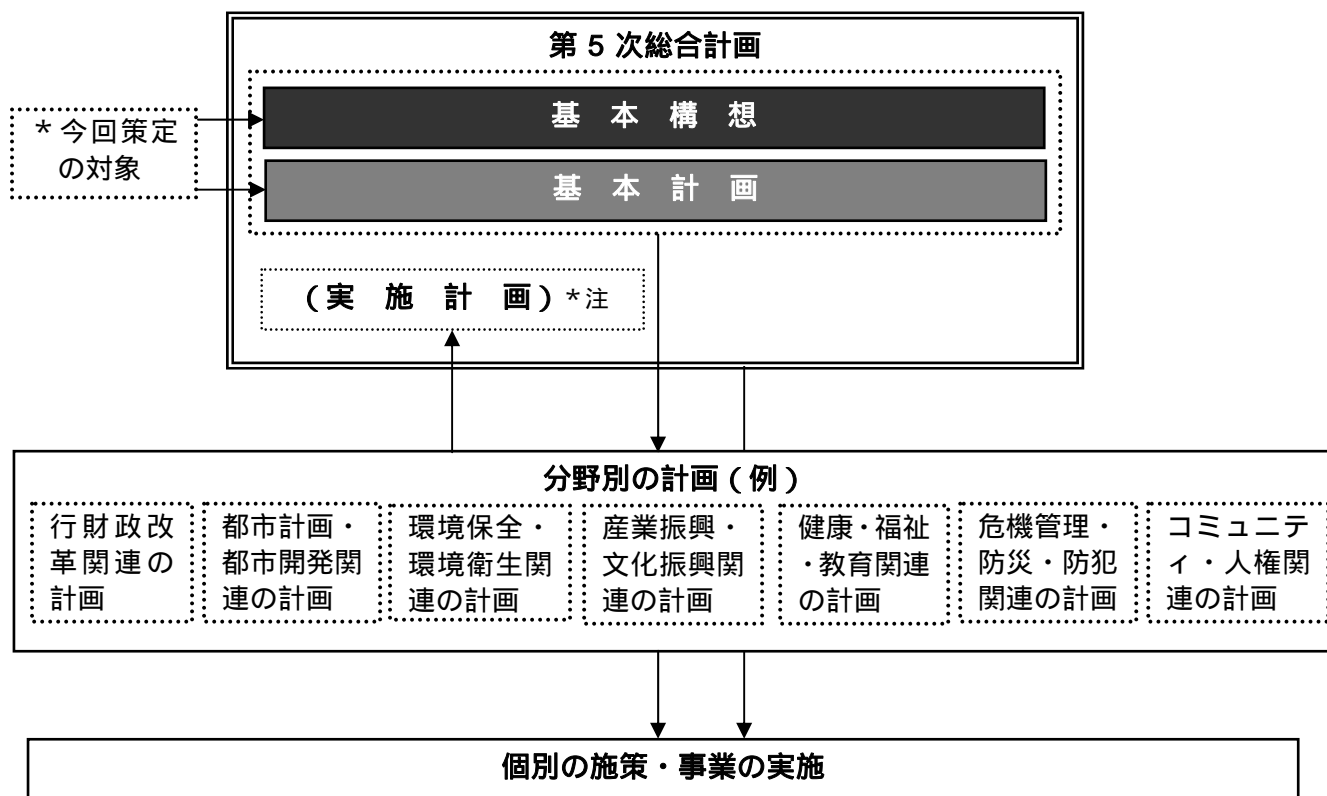 第5次総合計画
基本構想
＊今回策定
の対象
基本計画
（実施計画）＊注
分野別の計画（例）
行財政改
革関連の
計画
都市計画・
都市開発関
連の計画
環境保全・
環境衛生関
連の計画
産業振興・
文化振興関
連の計画
健康・福祉
・教育関連
の計画
危機管理・
防災・防犯
関連の計画
コミュニテ
ィ・人権関
連の計画
個別の施策・事業の実施